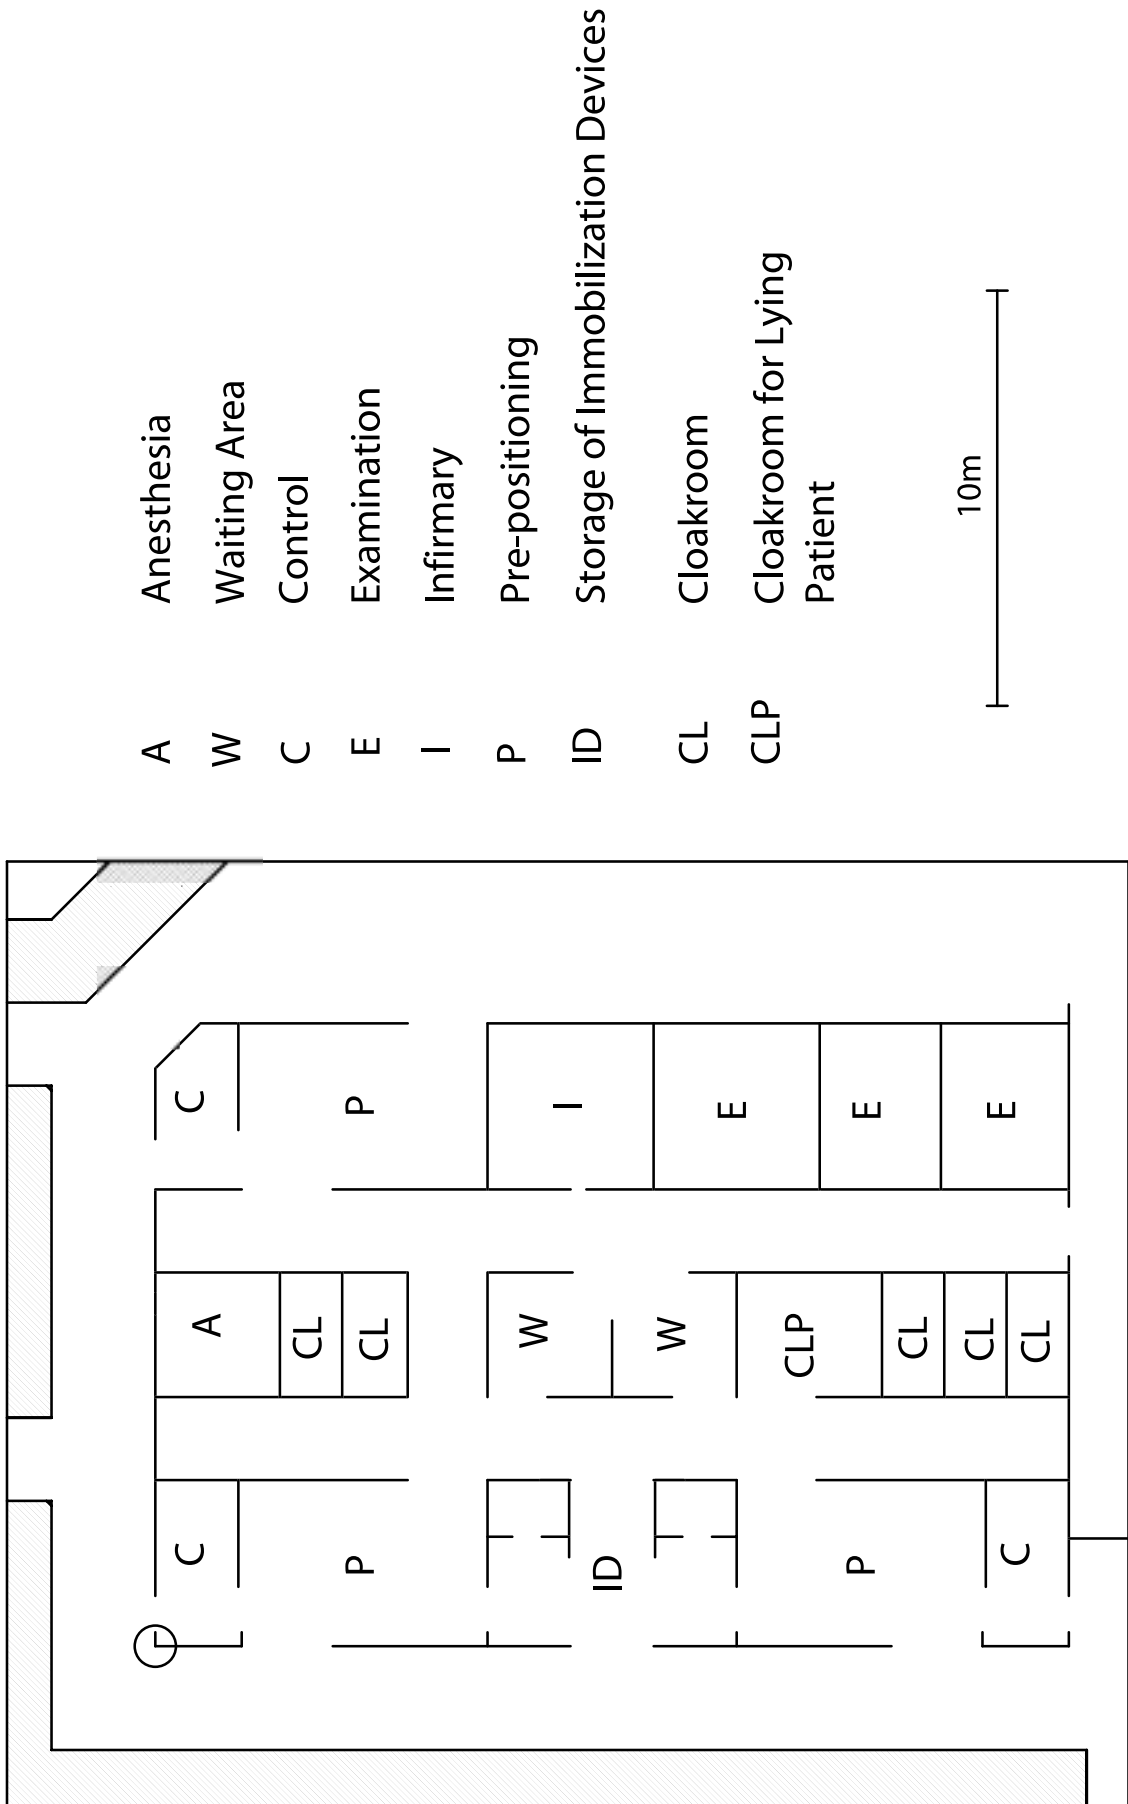 A Anesthesia
W Waiting Area
C Control
E Examination
I Infirmary
P Pre-positioning
ID Storage of Immobilization Devices
CL Cloakroom
CLP Cloakroom for Lying
Patient
10m
C
P
I
E
E
E
A
CL
CL
W
W
CLP
CL
CL
CL
C
P
ID
P
C